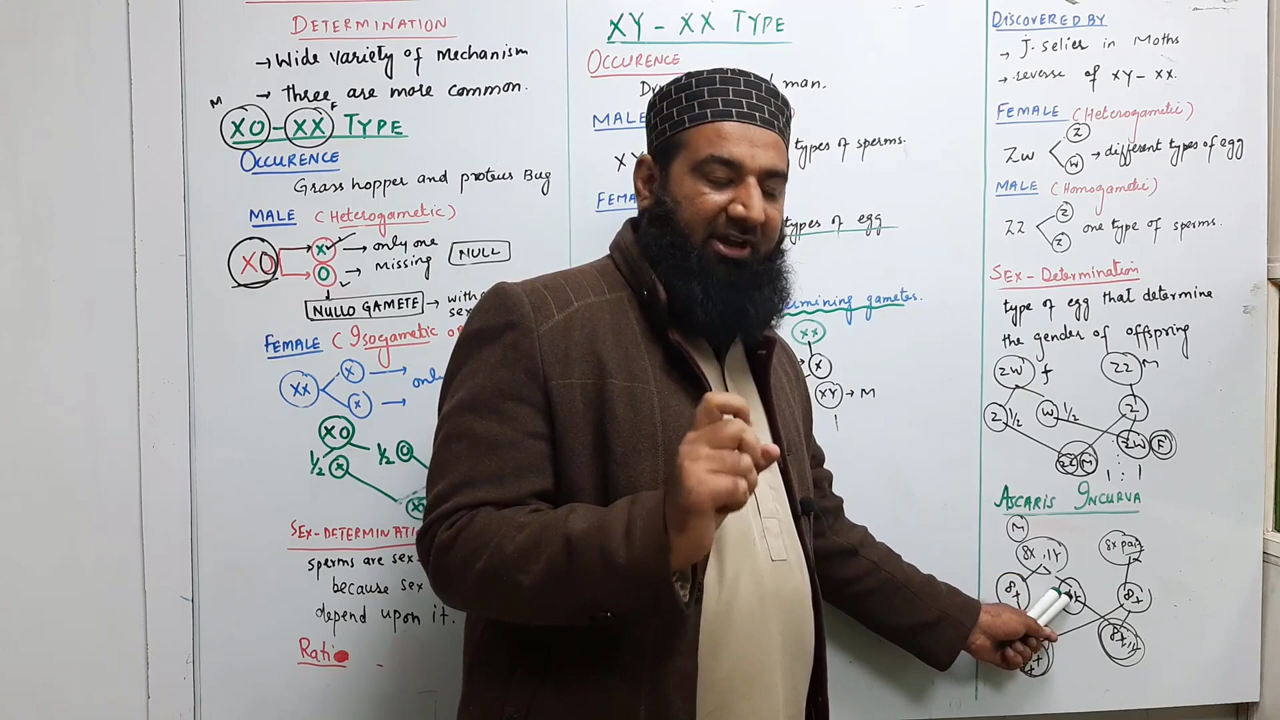 DETERMINATION
→ Wide variety of mechanism
→ three are more common.
M F
XO - XX TYPE
OCCURENCE
Grass hopper and proteus Bug
MALE (Heterogametic)
XO
X → only one
O → missing
NULL
NULLO GAMETE →
FEMALE (Isogametic
XX
X →
X →
XO
1/2 X
1/2 O
SEX-DETERMINATI
sperms are sex
because sex
depend upon it.
Rati
XY - XX TYPE
OCCURENCE
man.
MALE
types of sperms.
types of egg
gametes.
XX
X
XY → M
DISCOVERED BY
→ J. selier in Moths
→ reverse of XY - XX.
FEMALE (Heterogametic)
ZW
Z
W → different types of egg
MALE (Homogametic)
ZZ
Z
Z
one type of sperms.
SEX-Determination
type of egg that determine
the gender of offspring
ZW f
ZZ M
Z 1/2
W 1/2
Z
ZZ M
ZW F
1 : 1
ASCARIS INCURVA
M